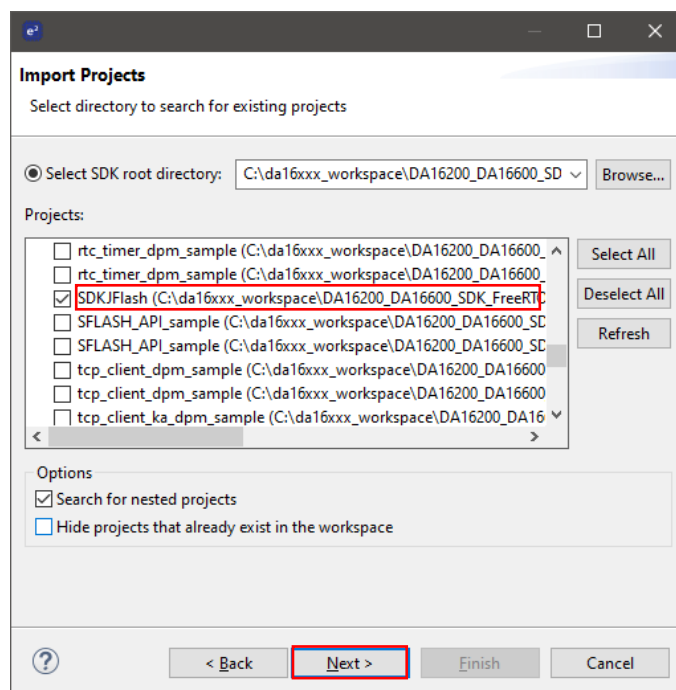 e²
Import Projects
Select directory to search for existing projects
Select SDK root directory: C:\da16xxx_workspace\DA16200_DA16600_SD Browse...
Projects:
rtc_timer_dpm_sample (C:\da16xxx_workspace\DA16200_DA16600_
rtc_timer_dpm_sample (C:\da16xxx_workspace\DA16200_DA16600_
SDKJFlash (C:\da16xxx_workspace\DA16200_DA16600_SDK_FreeRTO
SFLASH_API_sample (C:\da16xxx_workspace\DA16200_DA16600_SD
SFLASH_API_sample (C:\da16xxx_workspace\DA16200_DA16600_SD
tcp_client_dpm_sample (C:\da16xxx_workspace\DA16200_DA16600
tcp_client_dpm_sample (C:\da16xxx_workspace\DA16200_DA16600
tcp_client_ka_dpm_sample (C:\da16xxx_workspace\DA16200_DA16
Select All
Deselect All
Refresh
Options
Search for nested projects
Hide projects that already exist in the workspace
? < Back Next > Finish Cancel